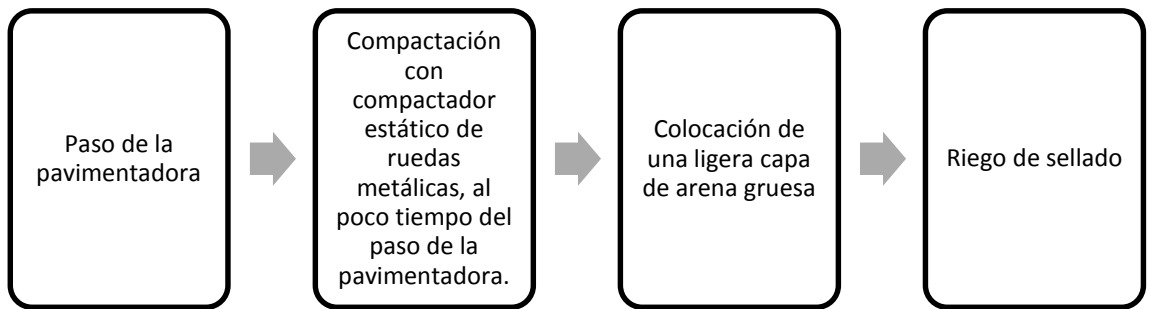 Paso de la
pavimentadora
Compactación
con
compactador
estático de
ruedas
metálicas, al
poco tiempo del
paso de la
pavimentadora.
Colocación de
una ligera capa
de arena gruesa
Riego de sellado